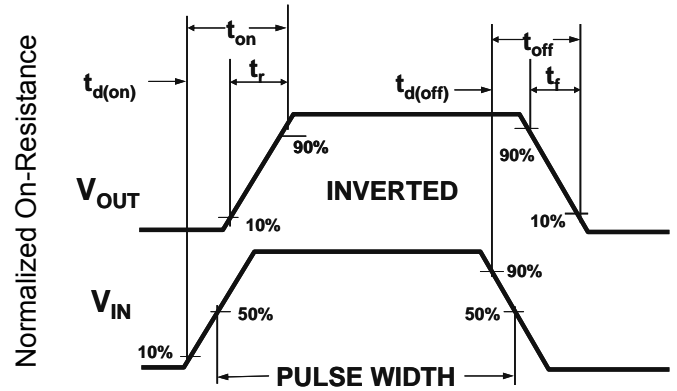 Normalized On-Resistance
t_on
t_off
t_r
t_f
t_d(on)
t_d(off)
90%
90%
V_OUT
INVERTED
10%
10%
90%
V_IN
50%
50%
10%
PULSE WIDTH